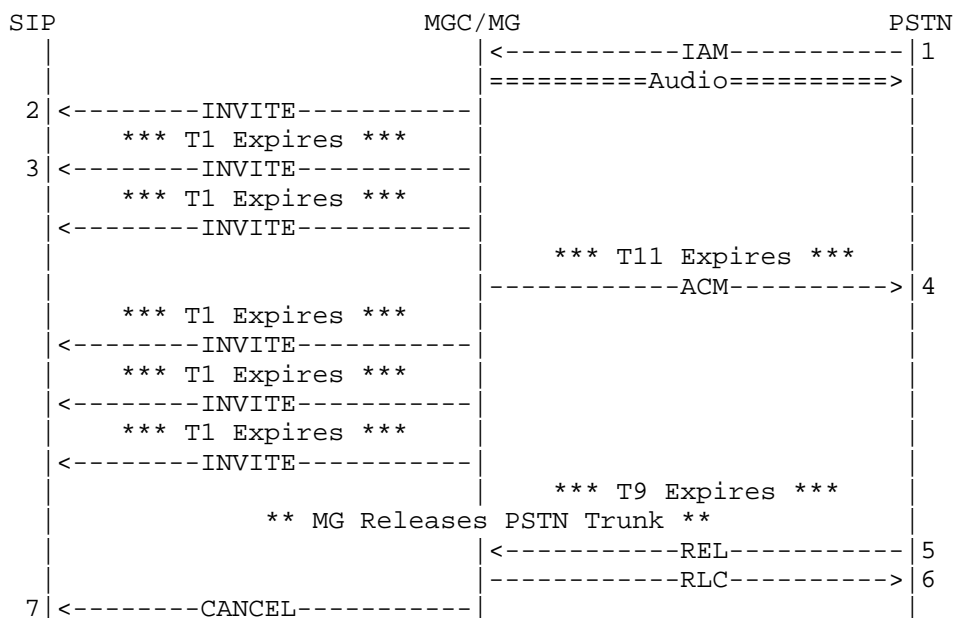 SIP                       MGC/MG                       PSTN
  |                          |<-----------IAM-----------|1
  |                          |==========Audio==========>|
 2|<--------INVITE-----------|                          |
  |    *** T1 Expires ***    |                          |
 3|<--------INVITE-----------|                          |
  |    *** T1 Expires ***    |                          |
  |<--------INVITE-----------|                          |
  |                          |    *** T11 Expires ***   |
  |                          |------------ACM---------->|4
  |    *** T1 Expires ***    |                          |
  |<--------INVITE-----------|                          |
  |    *** T1 Expires ***    |                          |
  |<--------INVITE-----------|                          |
  |    *** T1 Expires ***    |                          |
  |<--------INVITE-----------|                          |
  |                          |    *** T9 Expires ***    |
  |             ** MG Releases PSTN Trunk **            |
  |                          |<-----------REL-----------|5
  |                          |------------RLC---------->|6
 7|<--------CANCEL-----------|                          |